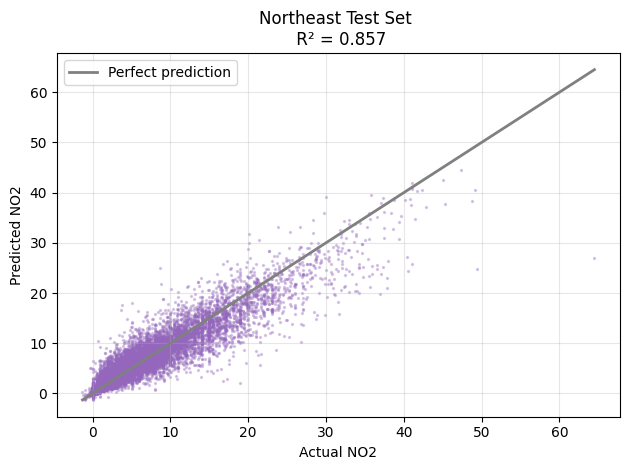 Northeast Test Set
R² = 0.857
Perfect prediction
Predicted NO2
60
50
40
30
20
10
0
0 10 20 30 40 50 60
Actual NO2